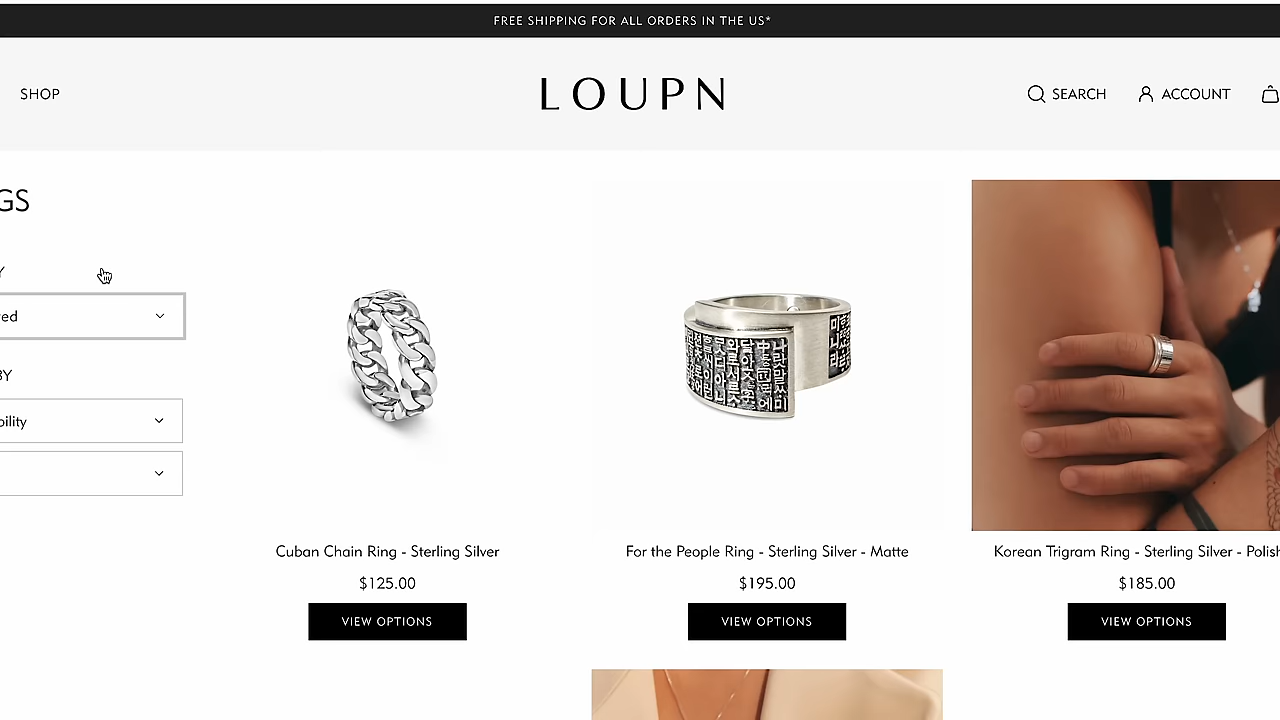 FREE SHIPPING FOR ALL ORDERS IN THE US*
SHOP
LOUPN
SEARCH
ACCOUNT
GS
Y
ed
BY
bility
Cuban Chain Ring - Sterling Silver
$125.00
VIEW OPTIONS
For the People Ring - Sterling Silver - Matte
$195.00
VIEW OPTIONS
Korean Trigram Ring - Sterling Silver - Polish
$185.00
VIEW OPTIONS